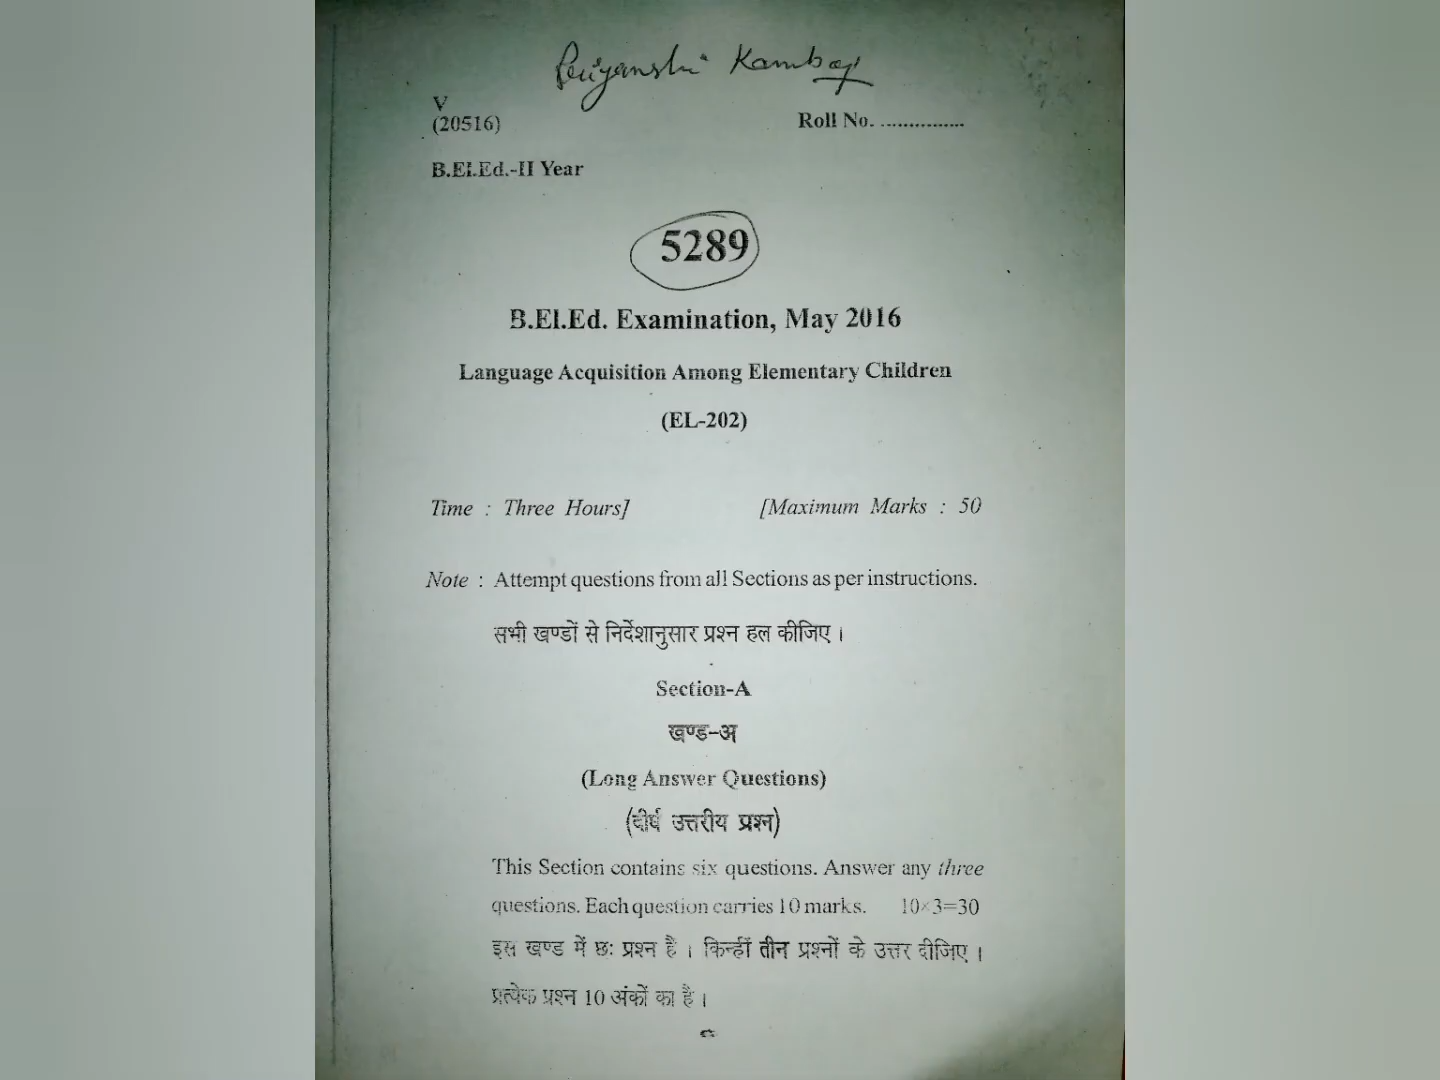 Priyanshi Kamboj
V
(20516)
Roll No. ...............
B.El.Ed.-II Year
5289
B.El.Ed. Examination, May 2016
Language Acquisition Among Elementary Children
(EL-202)
Time : Three Hours] [Maximum Marks : 50
Note : Attempt questions from all Sections as per instructions.
सभी खण्डों से निर्देशानुसार प्रश्न हल कीजिए ।
Section-A
खण्ड-अ
(Long Answer Questions)
(दीर्घ उत्तरीय प्रश्न)
This Section contains six questions. Answer any three
questions. Each question carries 10 marks. 10×3=30
इस खण्ड में छः प्रश्न हैं । किन्हीं तीन प्रश्नों के उत्तर दीजिए ।
प्रत्येक प्रश्न 10 अंकों का है ।